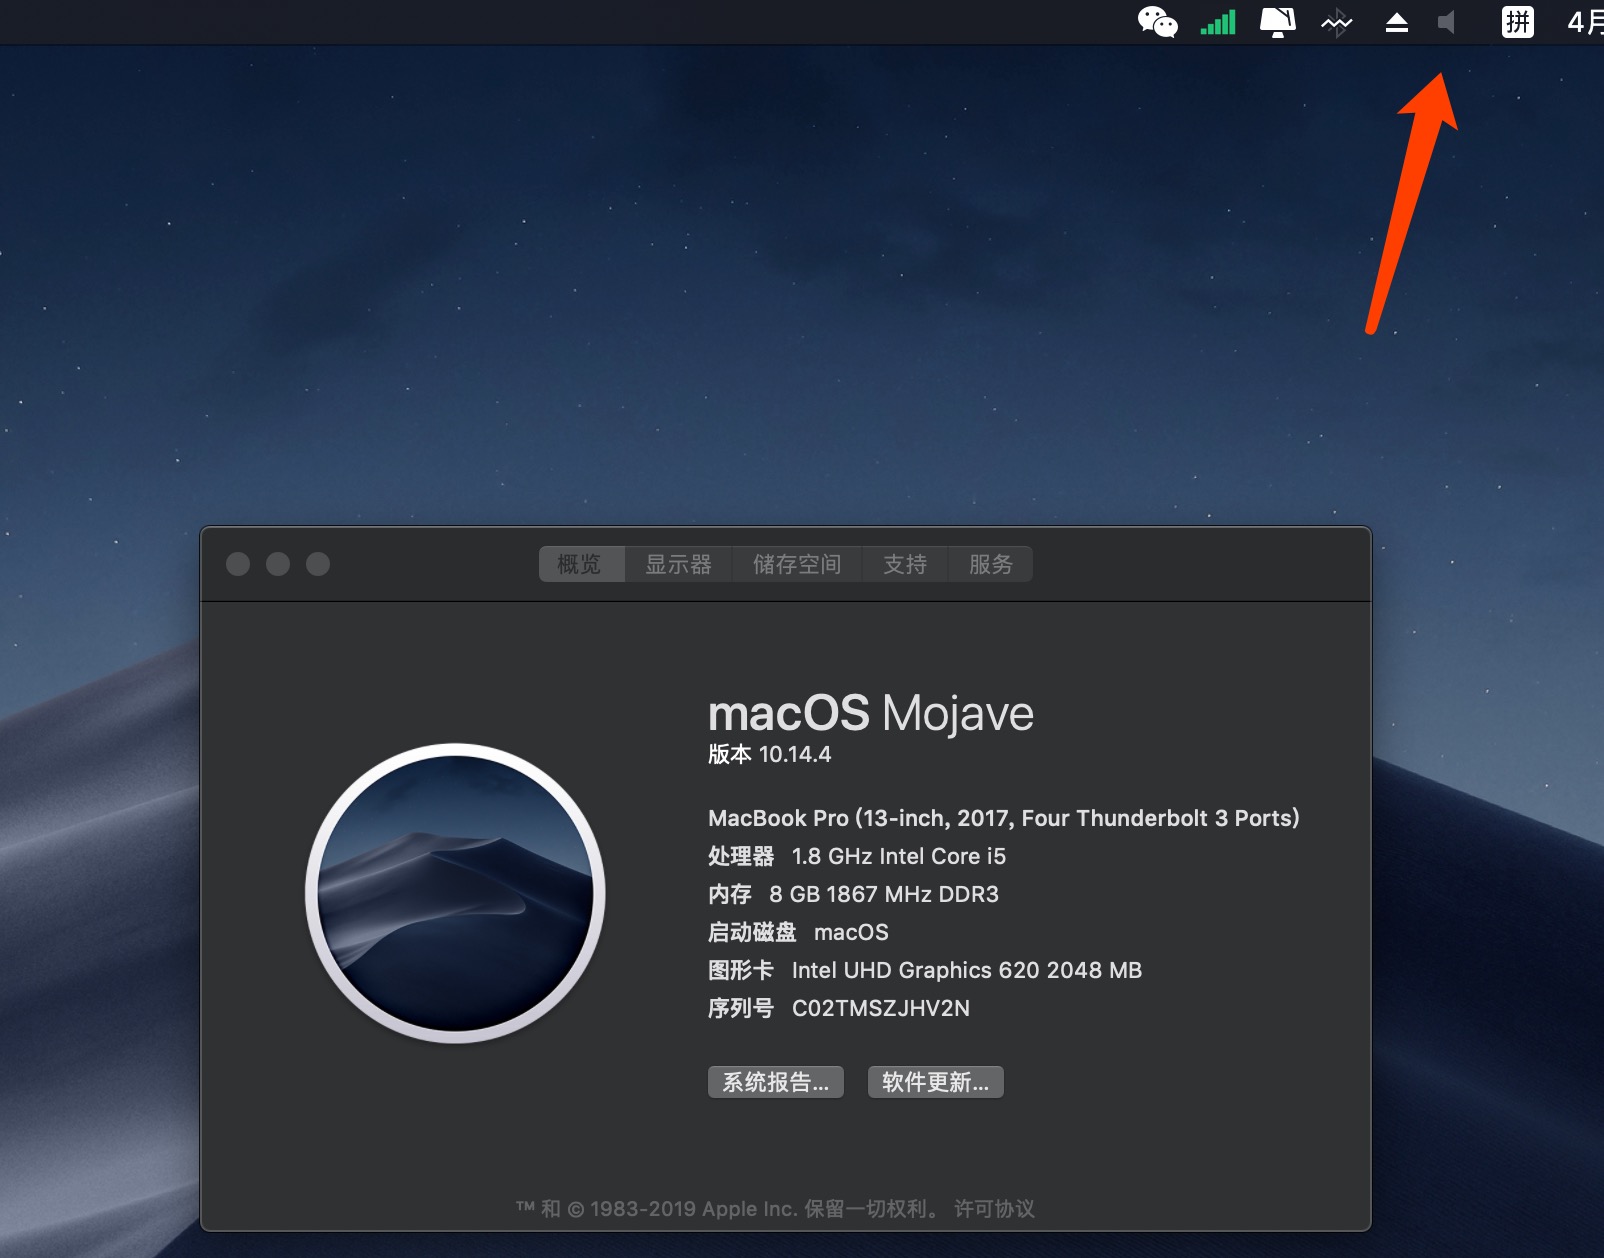 拼 4月
概览 显示器 储存空间 支持 服务
macOS Mojave
版本 10.14.4
MacBook Pro (13-inch, 2017, Four Thunderbolt 3 Ports)
处理器 1.8 GHz Intel Core i5
内存 8 GB 1867 MHz DDR3
启动磁盘 macOS
图形卡 Intel UHD Graphics 620 2048 MB
序列号 C02TMSZJHV2N
系统报告... 软件更新...
™ 和 © 1983-2019 Apple Inc. 保留一切权利。 许可协议